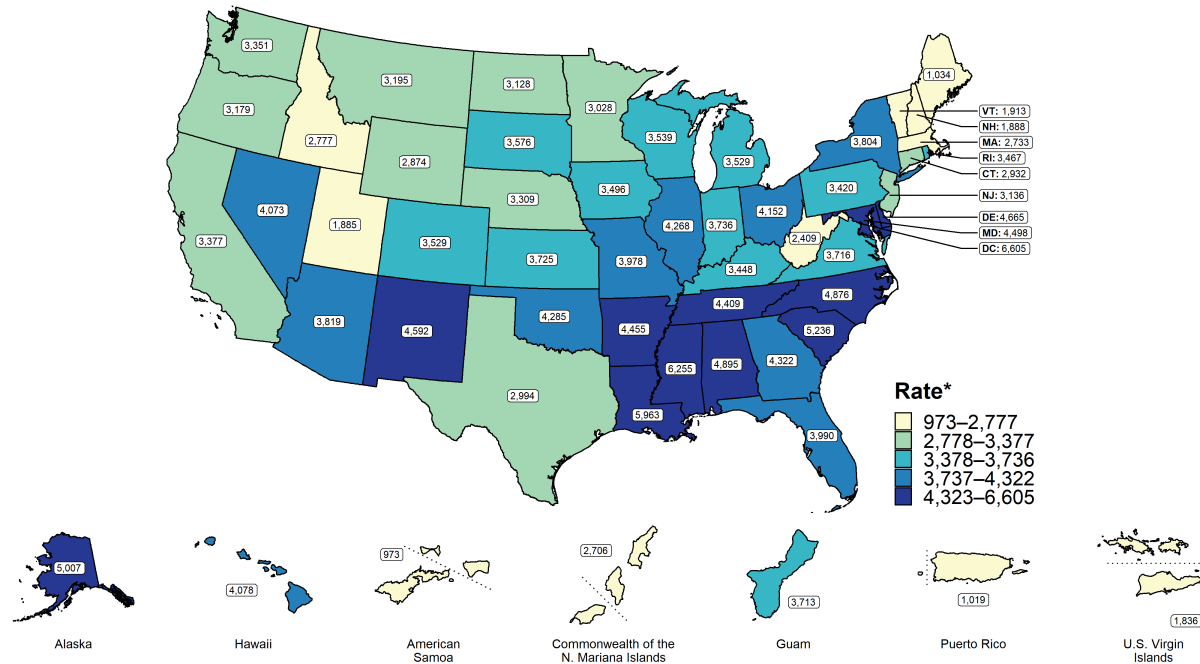 3,351
3,195
3,128
3,028
3,179
2,777
2,874
3,576
3,539
3,529
3,804
1,034
VT: 1,913
NH: 1,888
MA: 2,733
RI: 3,467
CT: 2,932
NJ: 3,136
DE: 4,665
MD: 4,498
DC: 6,605
3,377
4,073
1,885
3,529
3,309
3,496
4,268
3,736
4,152
3,420
2,409
3,716
3,725
3,978
3,448
3,819
4,592
4,285
4,455
4,409
4,876
5,236
2,994
5,963
6,255
4,895
4,322
3,990
Rate*
973–2,777
2,778–3,377
3,378–3,736
3,737–4,322
4,323–6,605
5,007
4,078
973
2,706
3,713
1,019
1,836
Alaska
Hawaii
American
Samoa
Commonwealth of the
N. Mariana Islands
Guam
Puerto Rico
U.S. Virgin
Islands